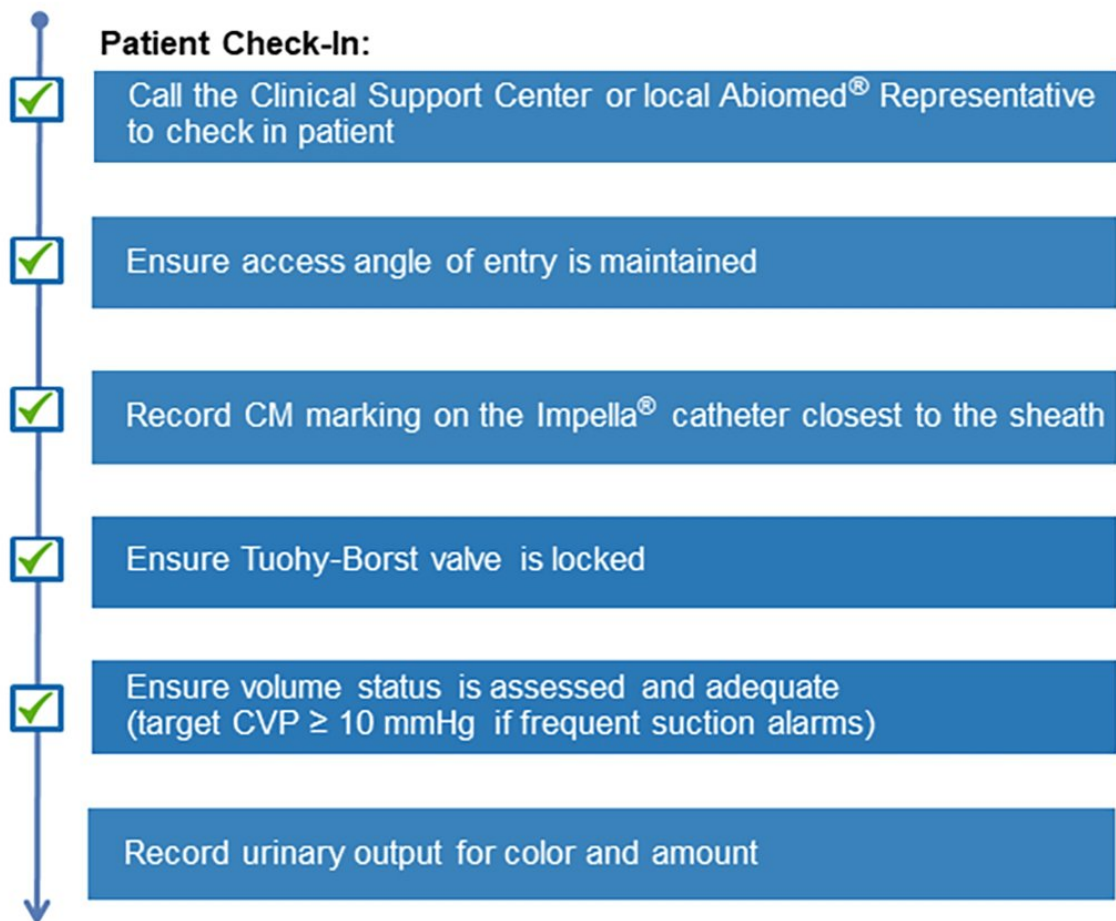 Patient Check-In:
Call the Clinical Support Center or local Abiomed® Representative
to check in patient
Ensure access angle of entry is maintained
Record CM marking on the Impella® catheter closest to the sheath
Ensure Tuohy-Borst valve is locked
Ensure volume status is assessed and adequate
(target CVP ≥ 10 mmHg if frequent suction alarms)
Record urinary output for color and amount